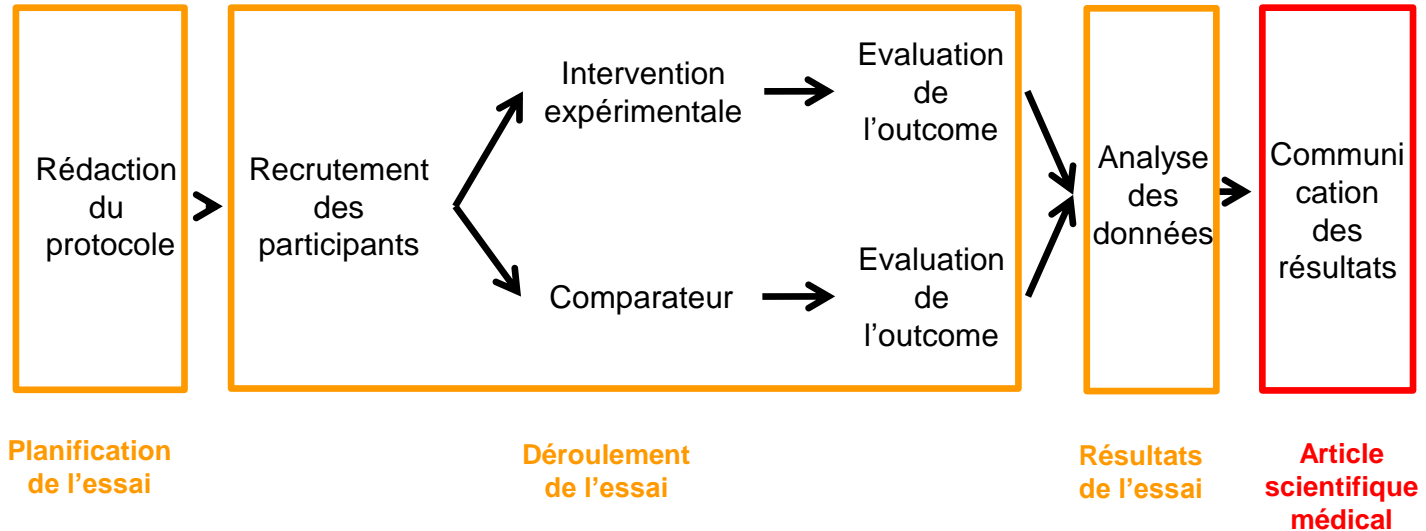 Rédaction
du
protocole
Recrutement
des
participants
Intervention
expérimentale
Comparateur
Evaluation
de
l'outcome
Evaluation
de
l'outcome
Analyse
des
données
Communi
cation
des
résultats
Planification
de l'essai
Déroulement
de l'essai
Résultats
de l'essai
Article
scientifique
médical